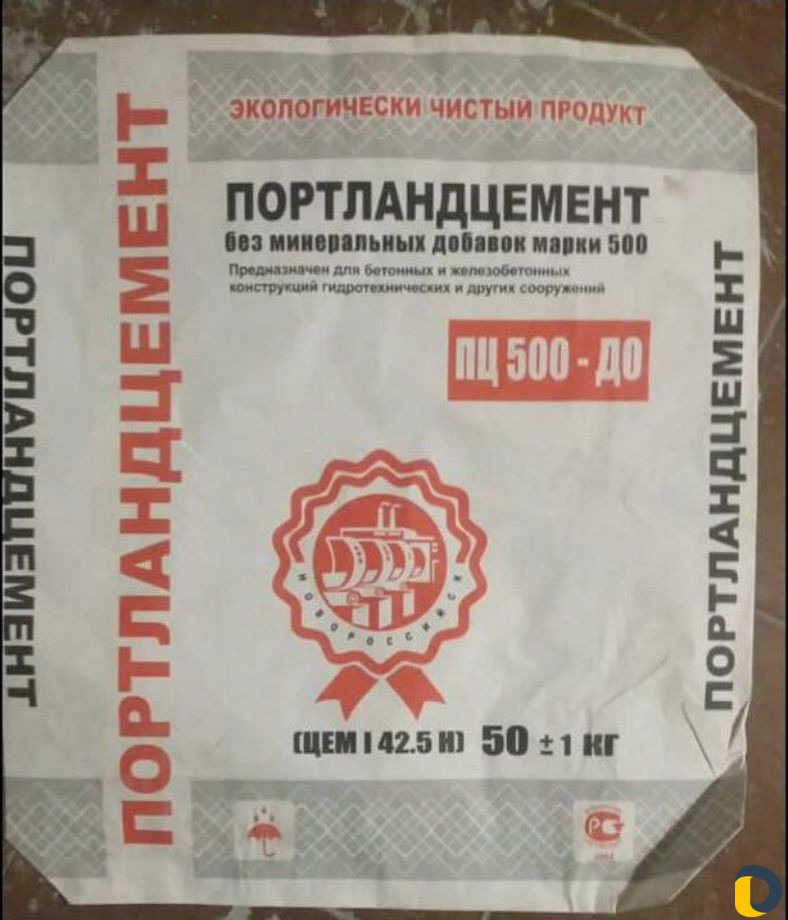 ЭКОЛОГИЧЕСКИ ЧИСТЫЙ ПРОДУКТ
ПОРТЛАНДЦЕМЕНТ
без минеральных добавок марки 500
Предназначен для бетонных и железобетонных
конструкций гидротехнических и других сооружений
ПЦ 500 - ДО
НОВОРОССИЙСК
(ЦЕМ I 42.5 Н) 50 ± 1 КГ
ПОРТЛАНДЦЕМЕНТ
ПОРТЛАНДЦЕМЕНТ
ПОРТЛАНДЦЕМЕНТ